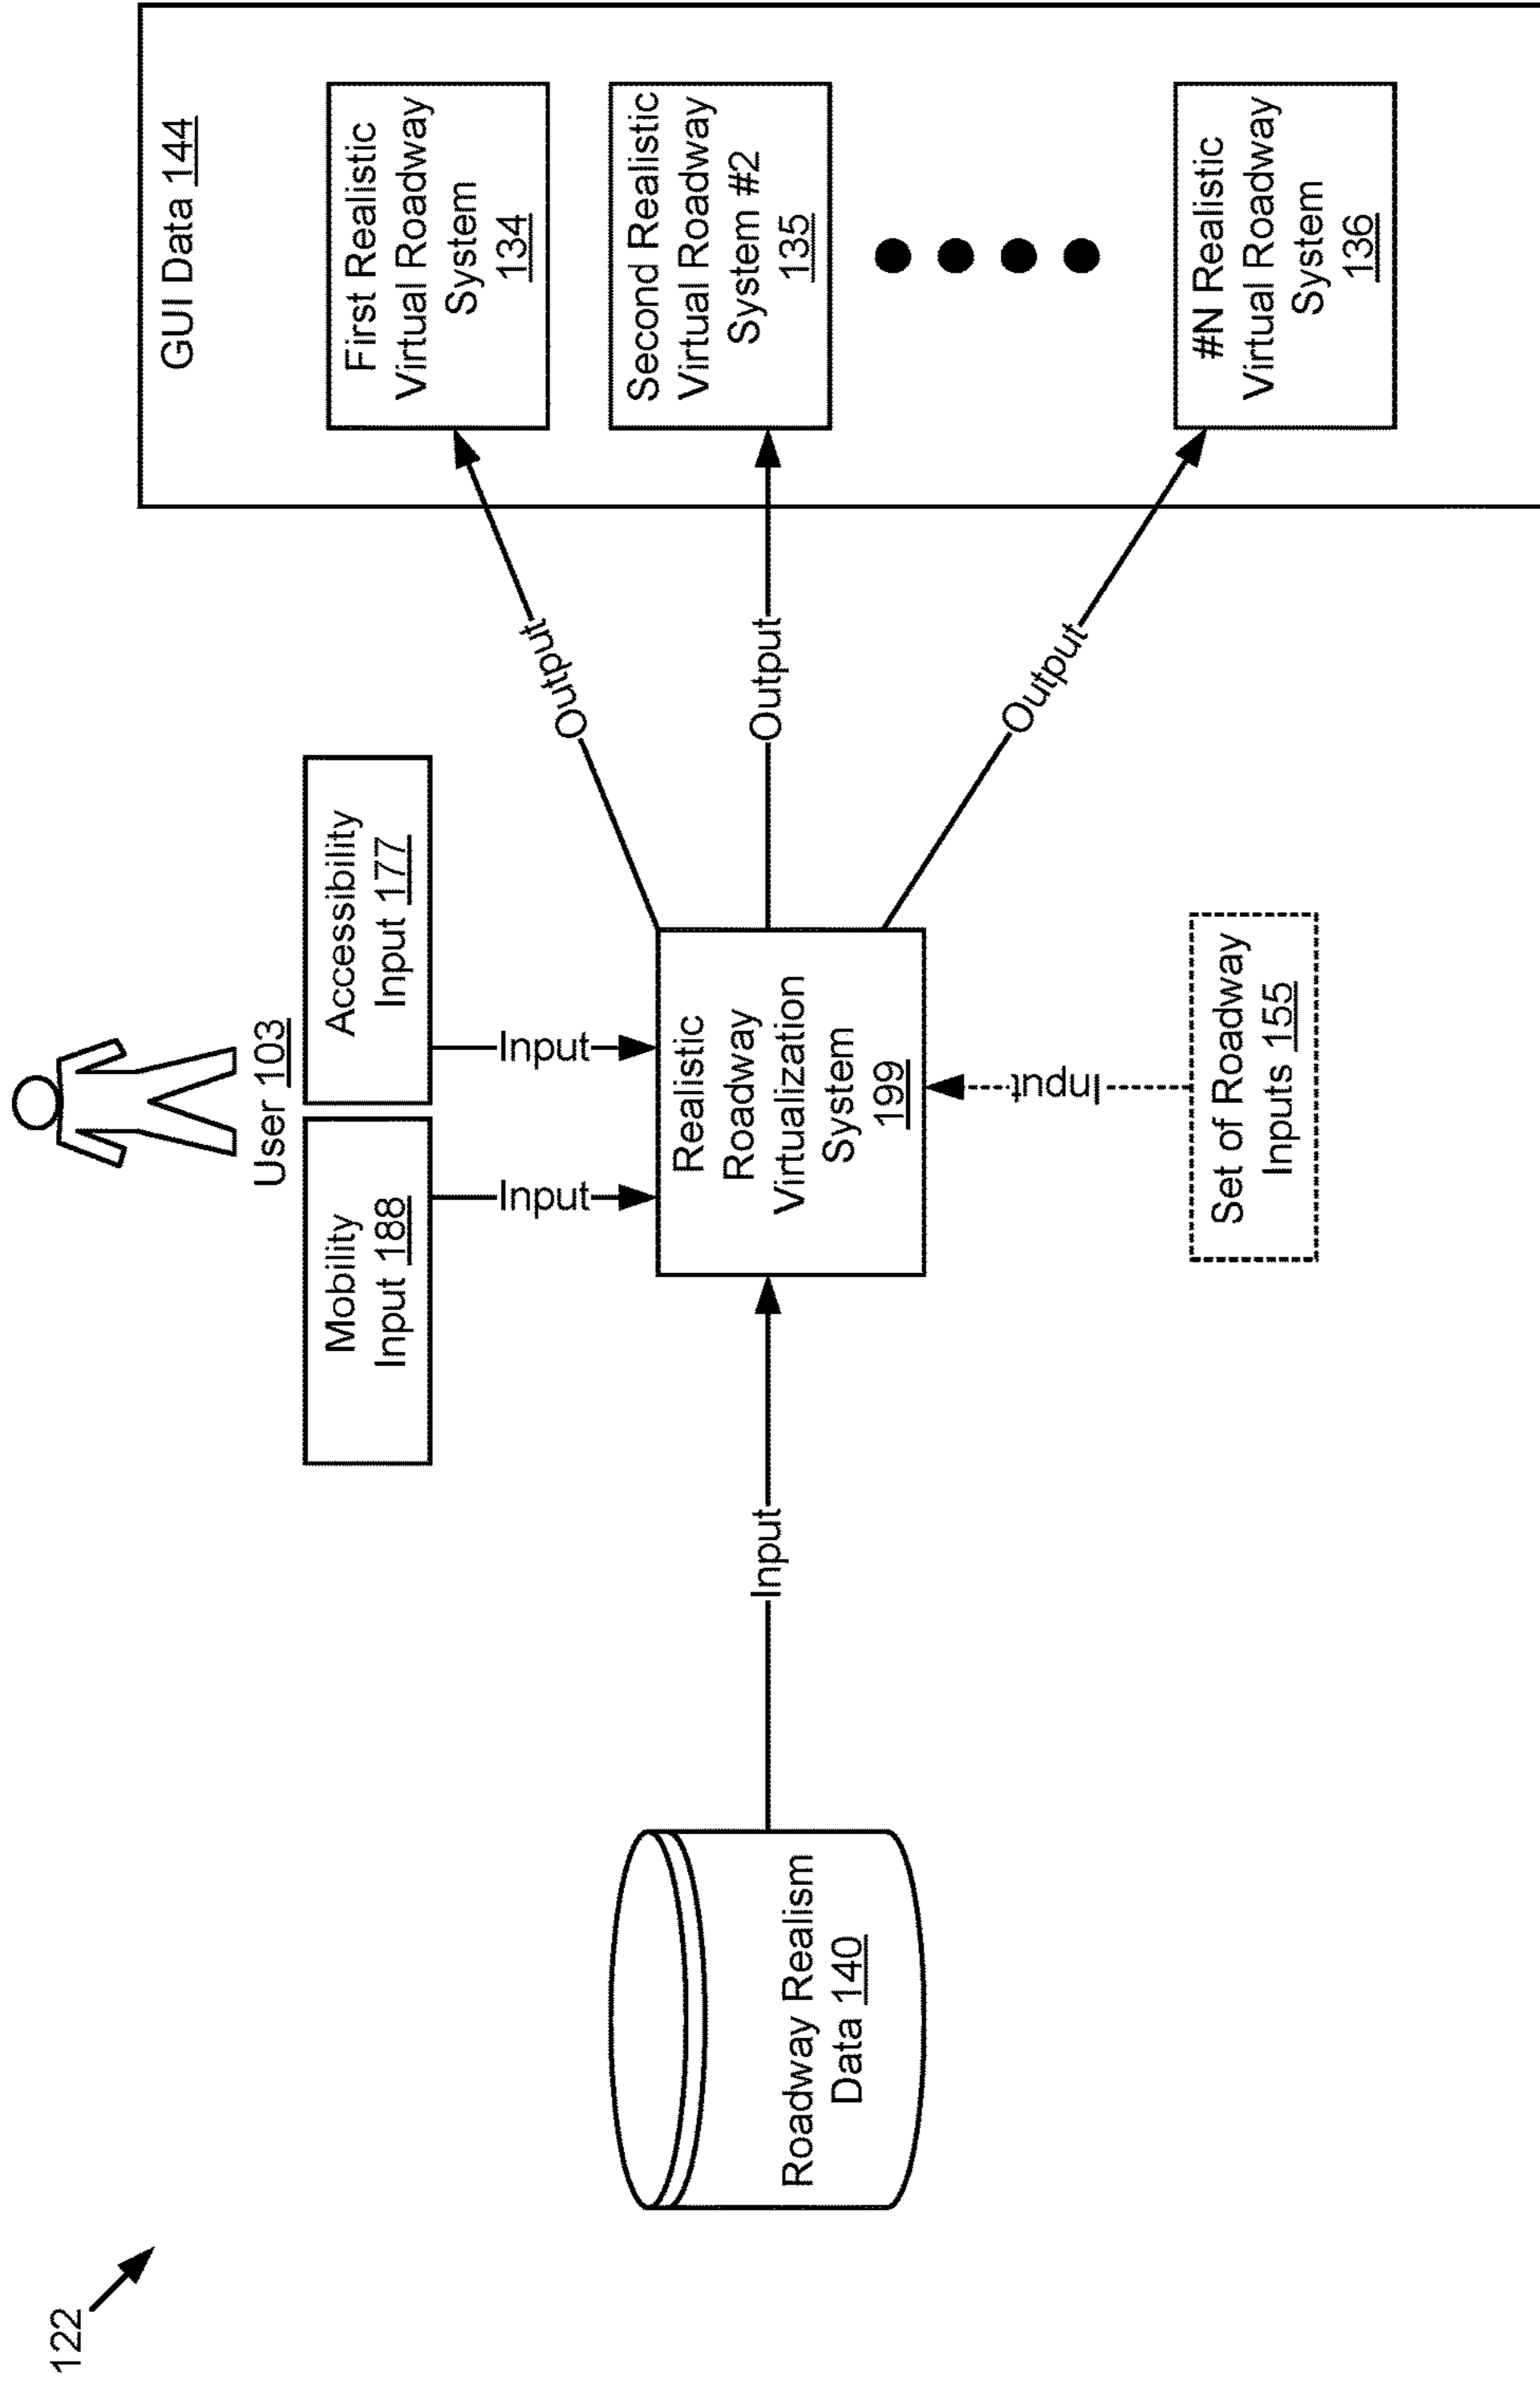 122
User 103
GUI Data 144
Mobility
Input 188
Accessibility
Input 177
Input
Input
First Realistic
Virtual Roadway
System
134
Output
Roadway Realism
Data 140
Input
Realistic
Roadway
Virtualization
System
199
Output
Second Realistic
Virtual Roadway
System #2
135
Output
Input
Set of Roadway
Inputs 155
#N Realistic
Virtual Roadway
System
136